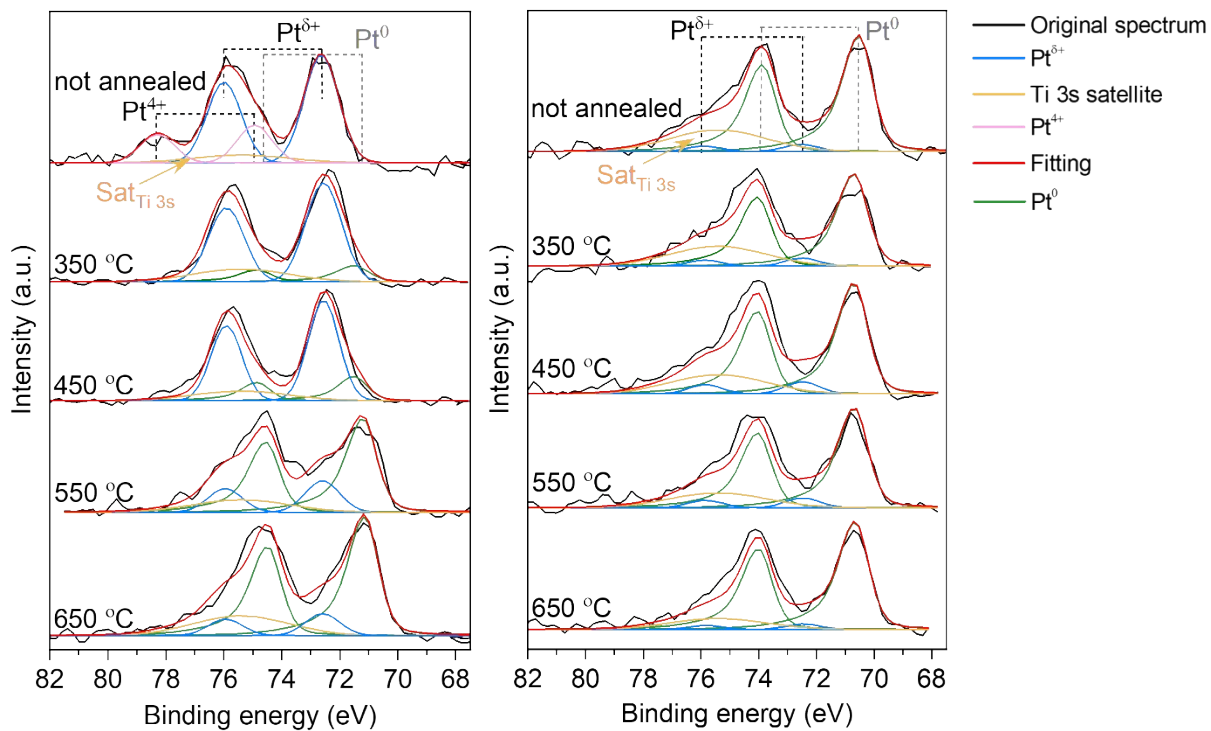 Pt^δ+
Pt^0
not annealed
Pt^4+
Sat_Ti 3s
350 °C
450 °C
550 °C
650 °C
Intensity (a.u.)
82 80 78 76 74 72 70 68
Binding energy (eV)
Pt^δ+
Pt^0
not annealed
Sat_Ti 3s
350 °C
450 °C
550 °C
650 °C
Intensity (a.u.)
82 80 78 76 74 72 70 68
Binding energy (eV)
Original spectrum
Pt^δ+
Ti 3s satellite
Pt^4+
Fitting
Pt^0